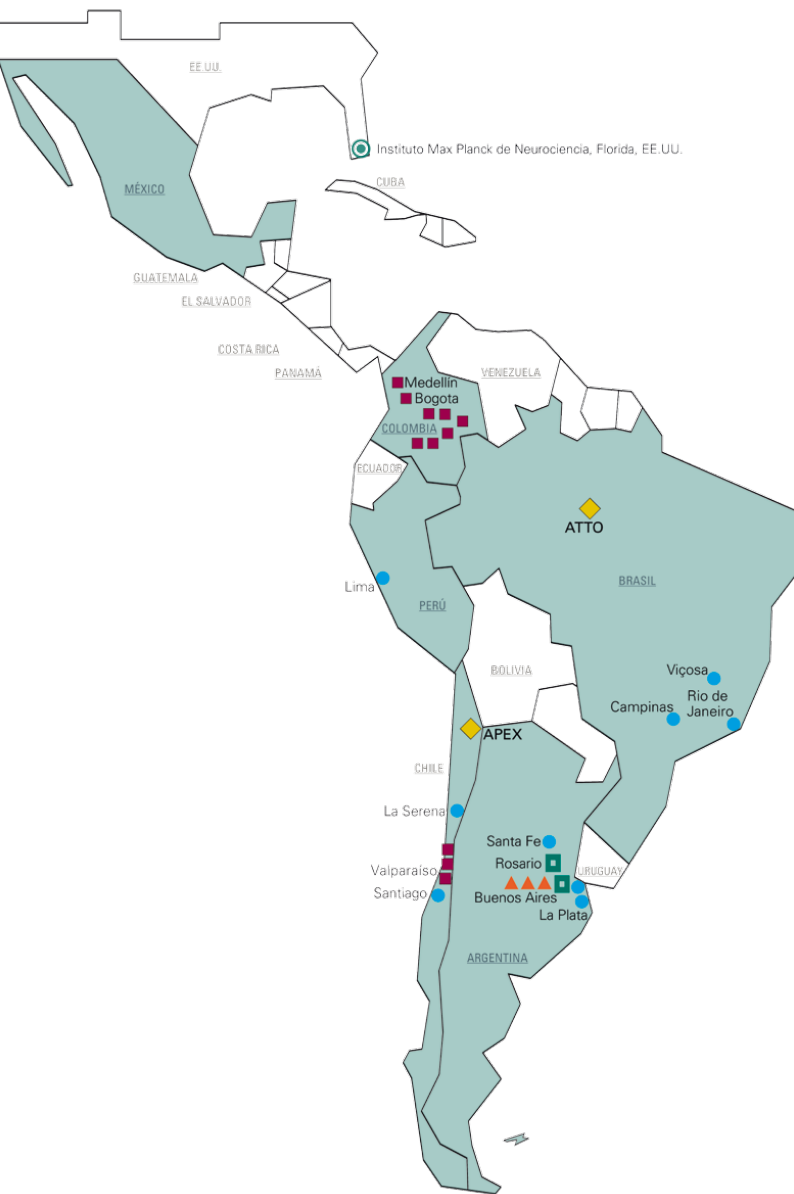 EE.UU.
Instituto Max Planck de Neurociencia, Florida, EE.UU.
CUBA
MÉXICO
GUATEMALA
EL SALVADOR
COSTA RICA
PANAMÁ
VENEZUELA
Medellín
Bogota
COLOMBIA
ECUADOR
ATTO
BRASIL
Lima
PERÚ
BOLIVIA
Viçosa
Rio de
Janeiro
Campinas
APEX
CHILE
La Serena
Santa Fe
Rosario
Valparaíso
URUGUAY
Santiago
Buenos Aires
La Plata
ARGENTINA